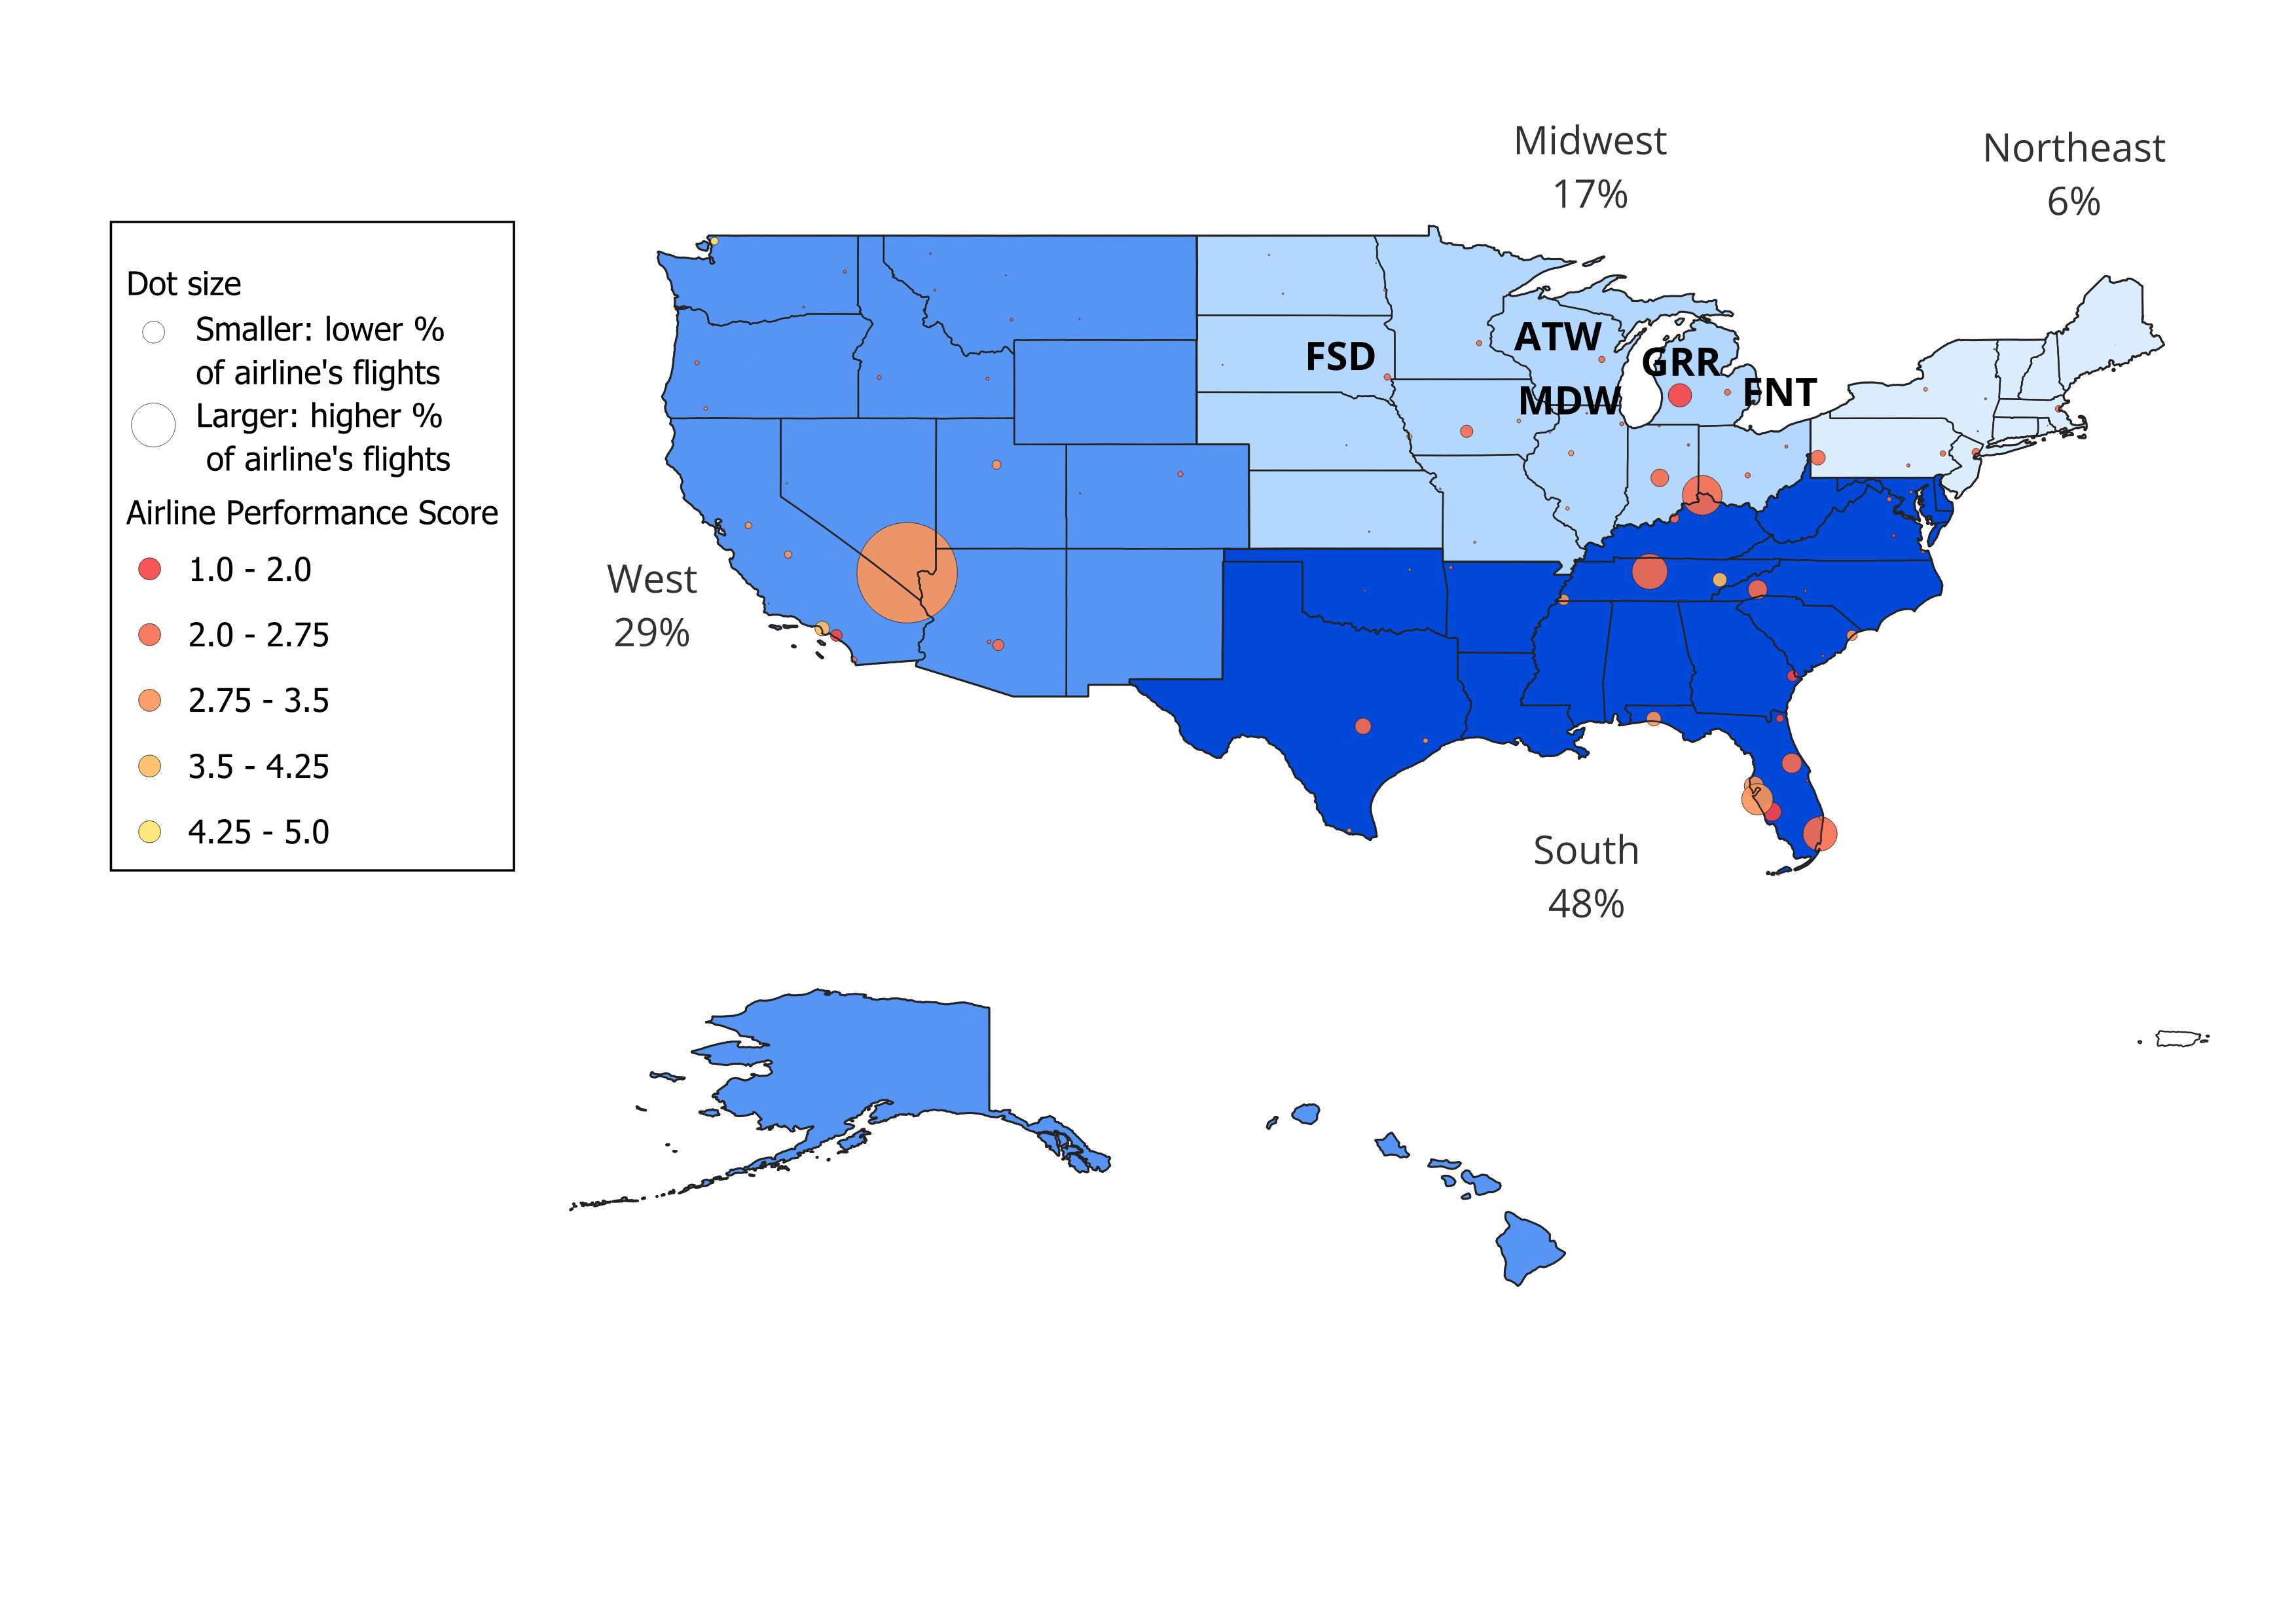 Midwest
17%
Northeast
6%
Dot size
Smaller: lower %
of airline's flights
Larger: higher %
of airline's flights
Airline Performance Score
1.0 - 2.0
2.0 - 2.75
2.75 - 3.5
3.5 - 4.25
4.25 - 5.0
ATW
FSD
GRR
MDW
FNT
West
29%
South
48%